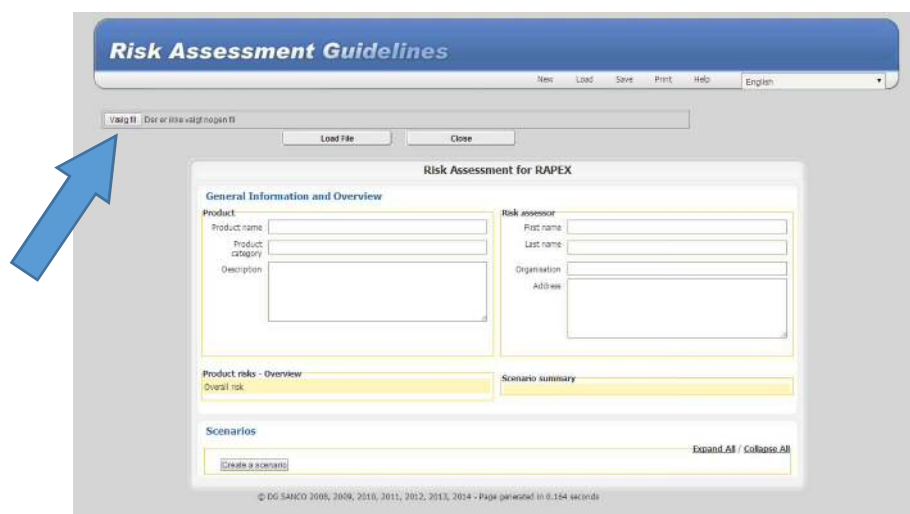 Risk Assessment Guidelines
New Load Save Print Help English
Vælg fil Der er ikke valgt nogen fil
Load File Close
Risk Assessment for RAPEX
General Information and Overview
Product Risk assessor
Product name First name
Product category Last name
Description Organisation
Address
Product risks - Overview Scenario summary
Overall risk
Scenarios
Expand All / Collapse All
Create a scenario
© DG SANCO 2008, 2009, 2010, 2011, 2012, 2013, 2014 - Page generated in 0.164 seconds